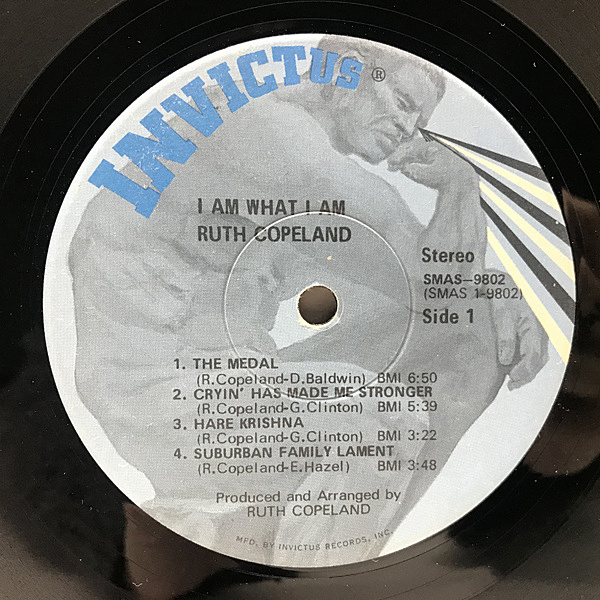 INVICTUS ®
I AM WHAT I AM
RUTH COPELAND
Stereo
SMAS-9802
(SMAS 1-9802)
Side 1
1. THE MEDAL
(R.Copeland-D.Baldwin) BMI 6:50
2. CRYIN' HAS MADE ME STRONGER
(R.Copeland-G.Clinton) BMI 5:39
3. HARE KRISHNA
(R.Copeland-G.Clinton) BMI 3:22
4. SUBURBAN FAMILY LAMENT
(R.Copeland-E.Hazel) BMI 3:48
Produced and Arranged by
RUTH COPELAND
MFD. BY INVICTUS RECORDS, INC.